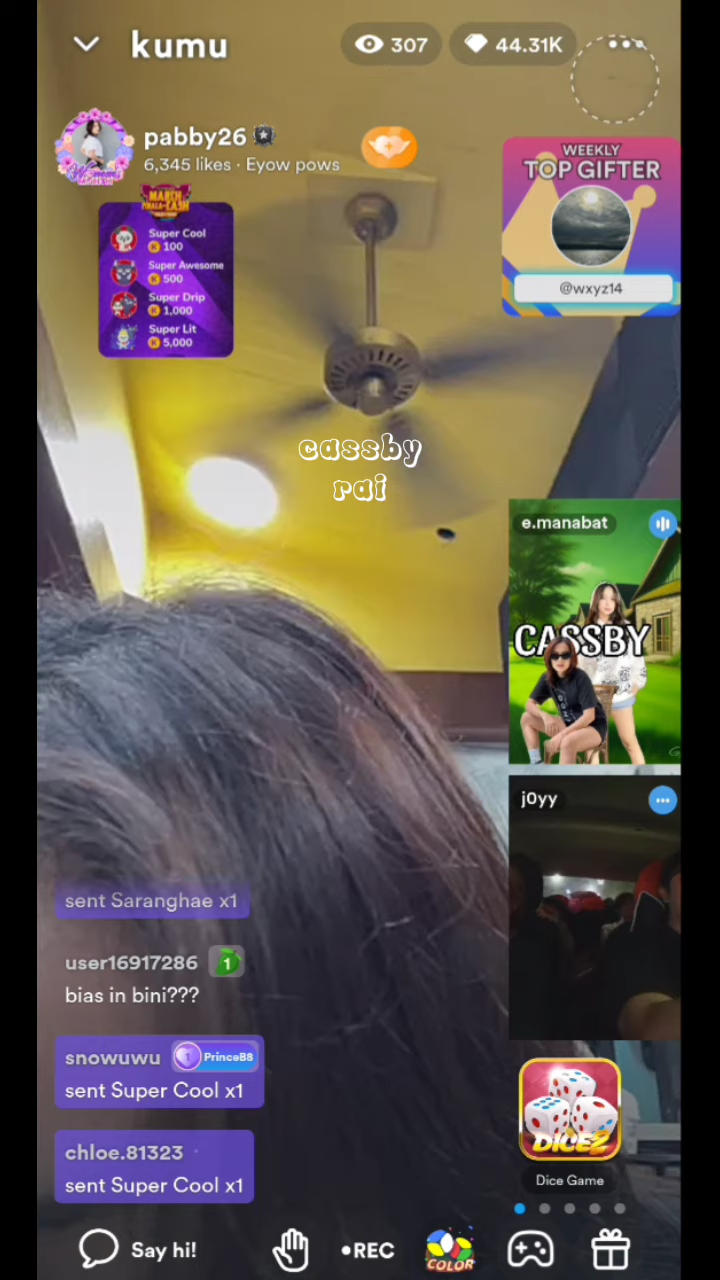 kumu
307
44.31K
pabby26
6,345 likes · Eyow pows
WEEKLY
TOP GIFTER
@wxyz14
Super Cool
100
Super Awesome
500
Super Drip
1,000
Super Lit
5,000
cassby
rai
e.manabat
CASSBY
j0yy
sent Saranghae x1
user16917286 1
bias in bini???
snowuwu 1 PrinceB8
sent Super Cool x1
chloe.81323
sent Super Cool x1
DICE2
Dice Game
Say hi!
•REC
COLOR